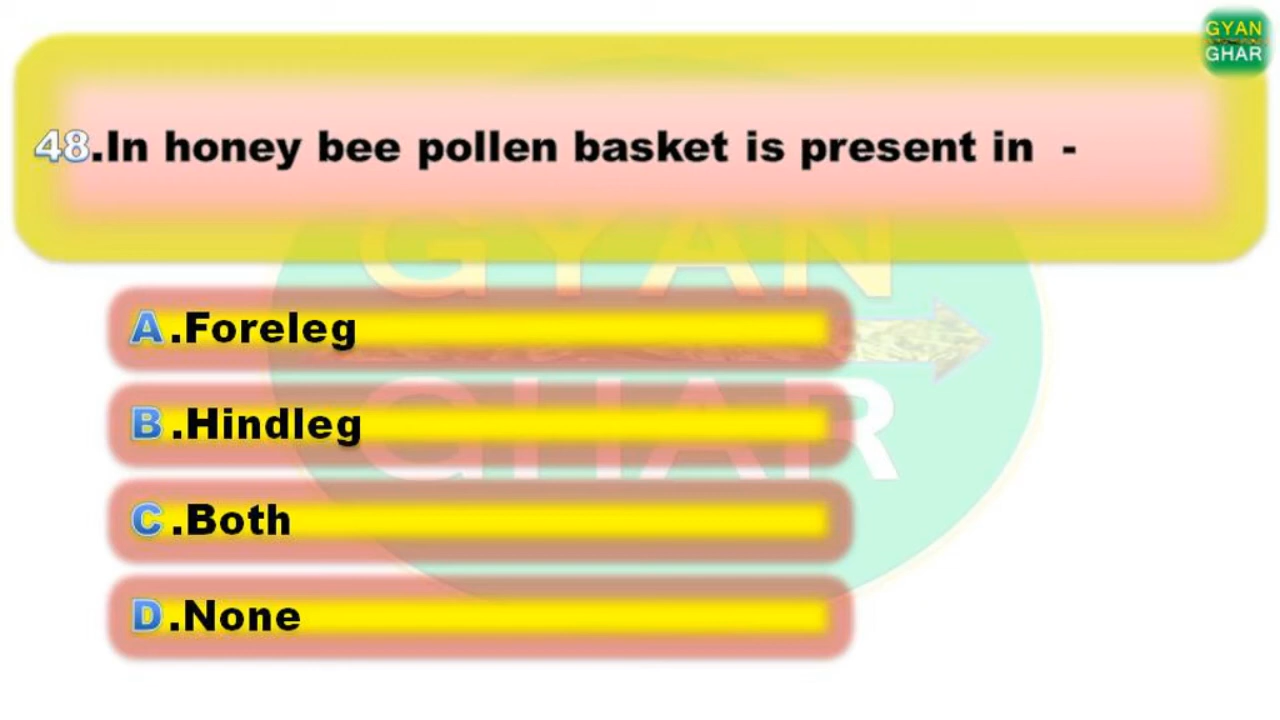 GYAN
GHAR
48.In honey bee pollen basket is present in -
GYAN
GHAR
A.Foreleg
B.Hindleg
C.Both
D.None